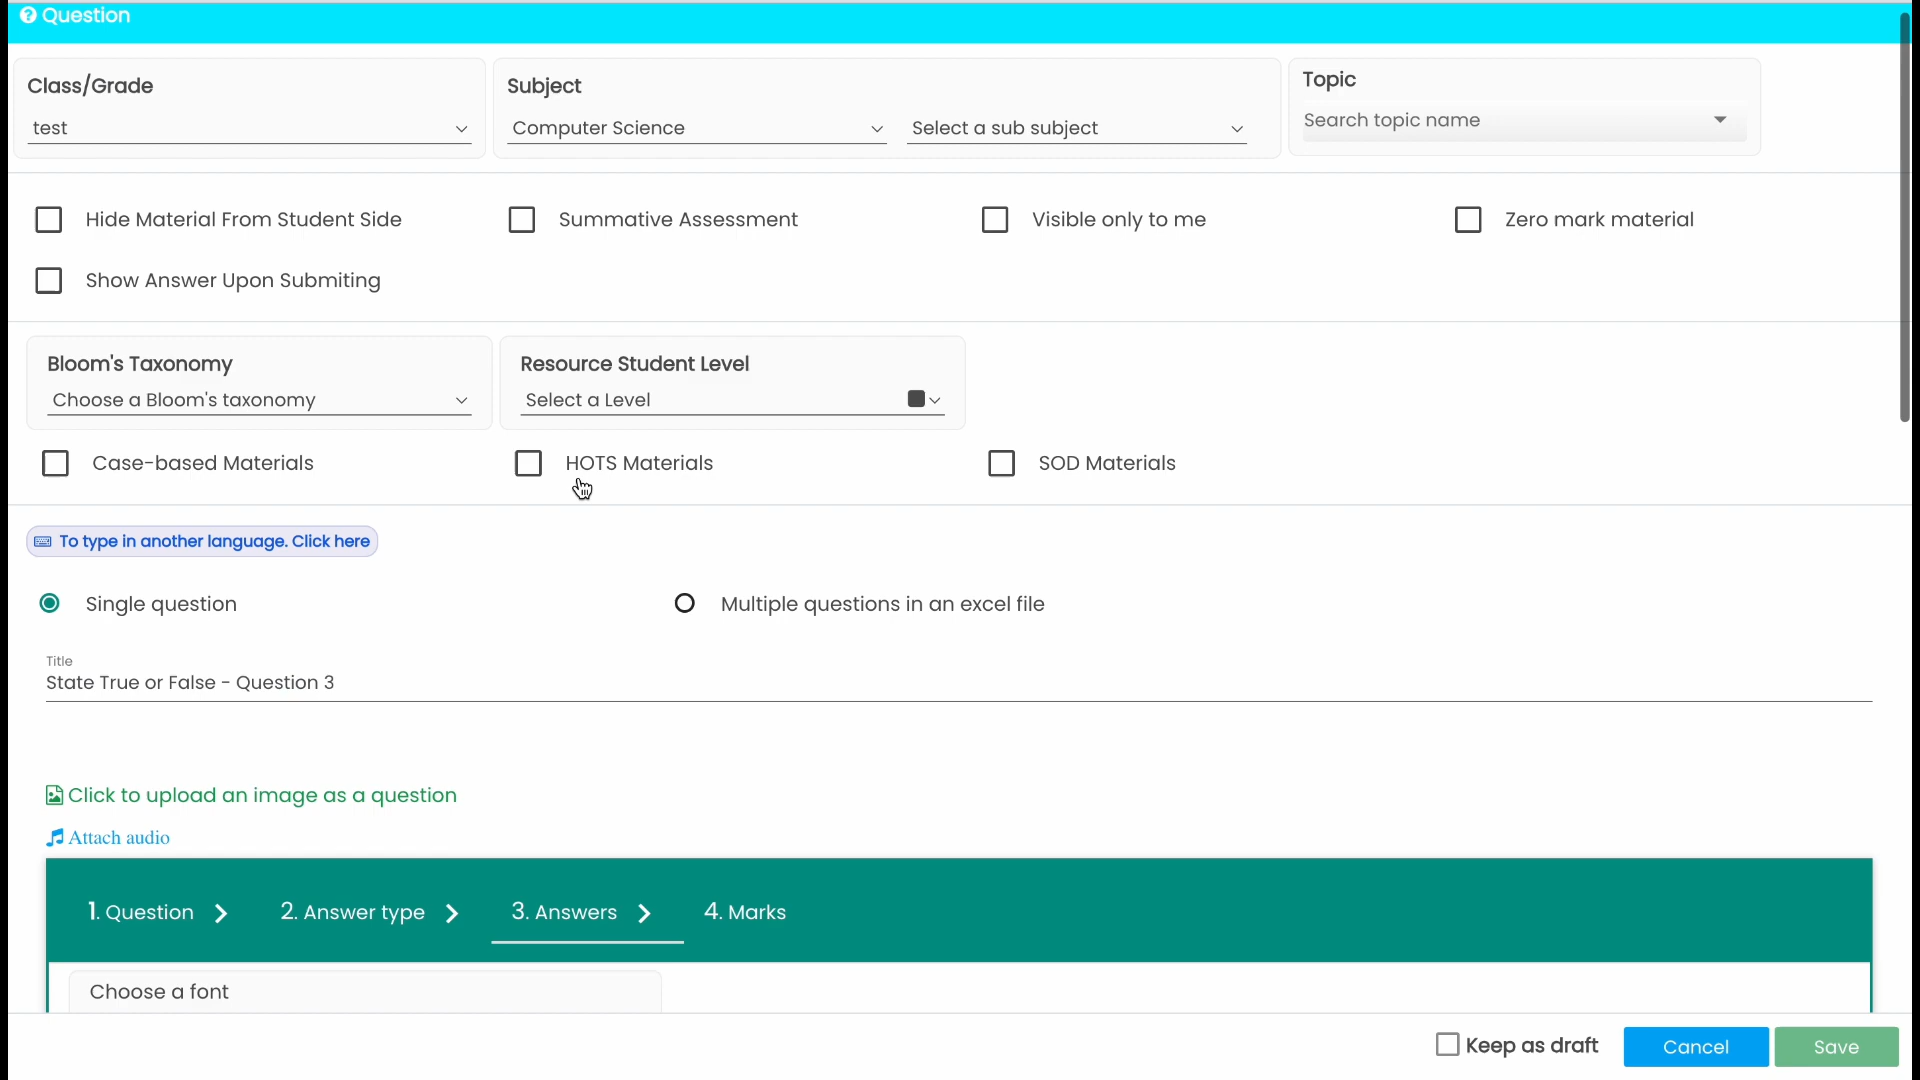 Question
Class/Grade
test
Subject
Computer Science
Select a sub subject
Topic
Search topic name
Hide Material From Student Side
Summative Assessment
Visible only to me
Zero mark material
Show Answer Upon Submiting
Bloom's Taxonomy
Choose a Bloom's taxonomy
Resource Student Level
Select a Level
Case-based Materials
HOTS Materials
SOD Materials
To type in another language. Click here
Single question
Multiple questions in an excel file
Title
State True or False - Question 3
Click to upload an image as a question
Attach audio
1. Question
2. Answer type
3. Answers
4. Marks
Choose a font
Keep as draft
Cancel
Save